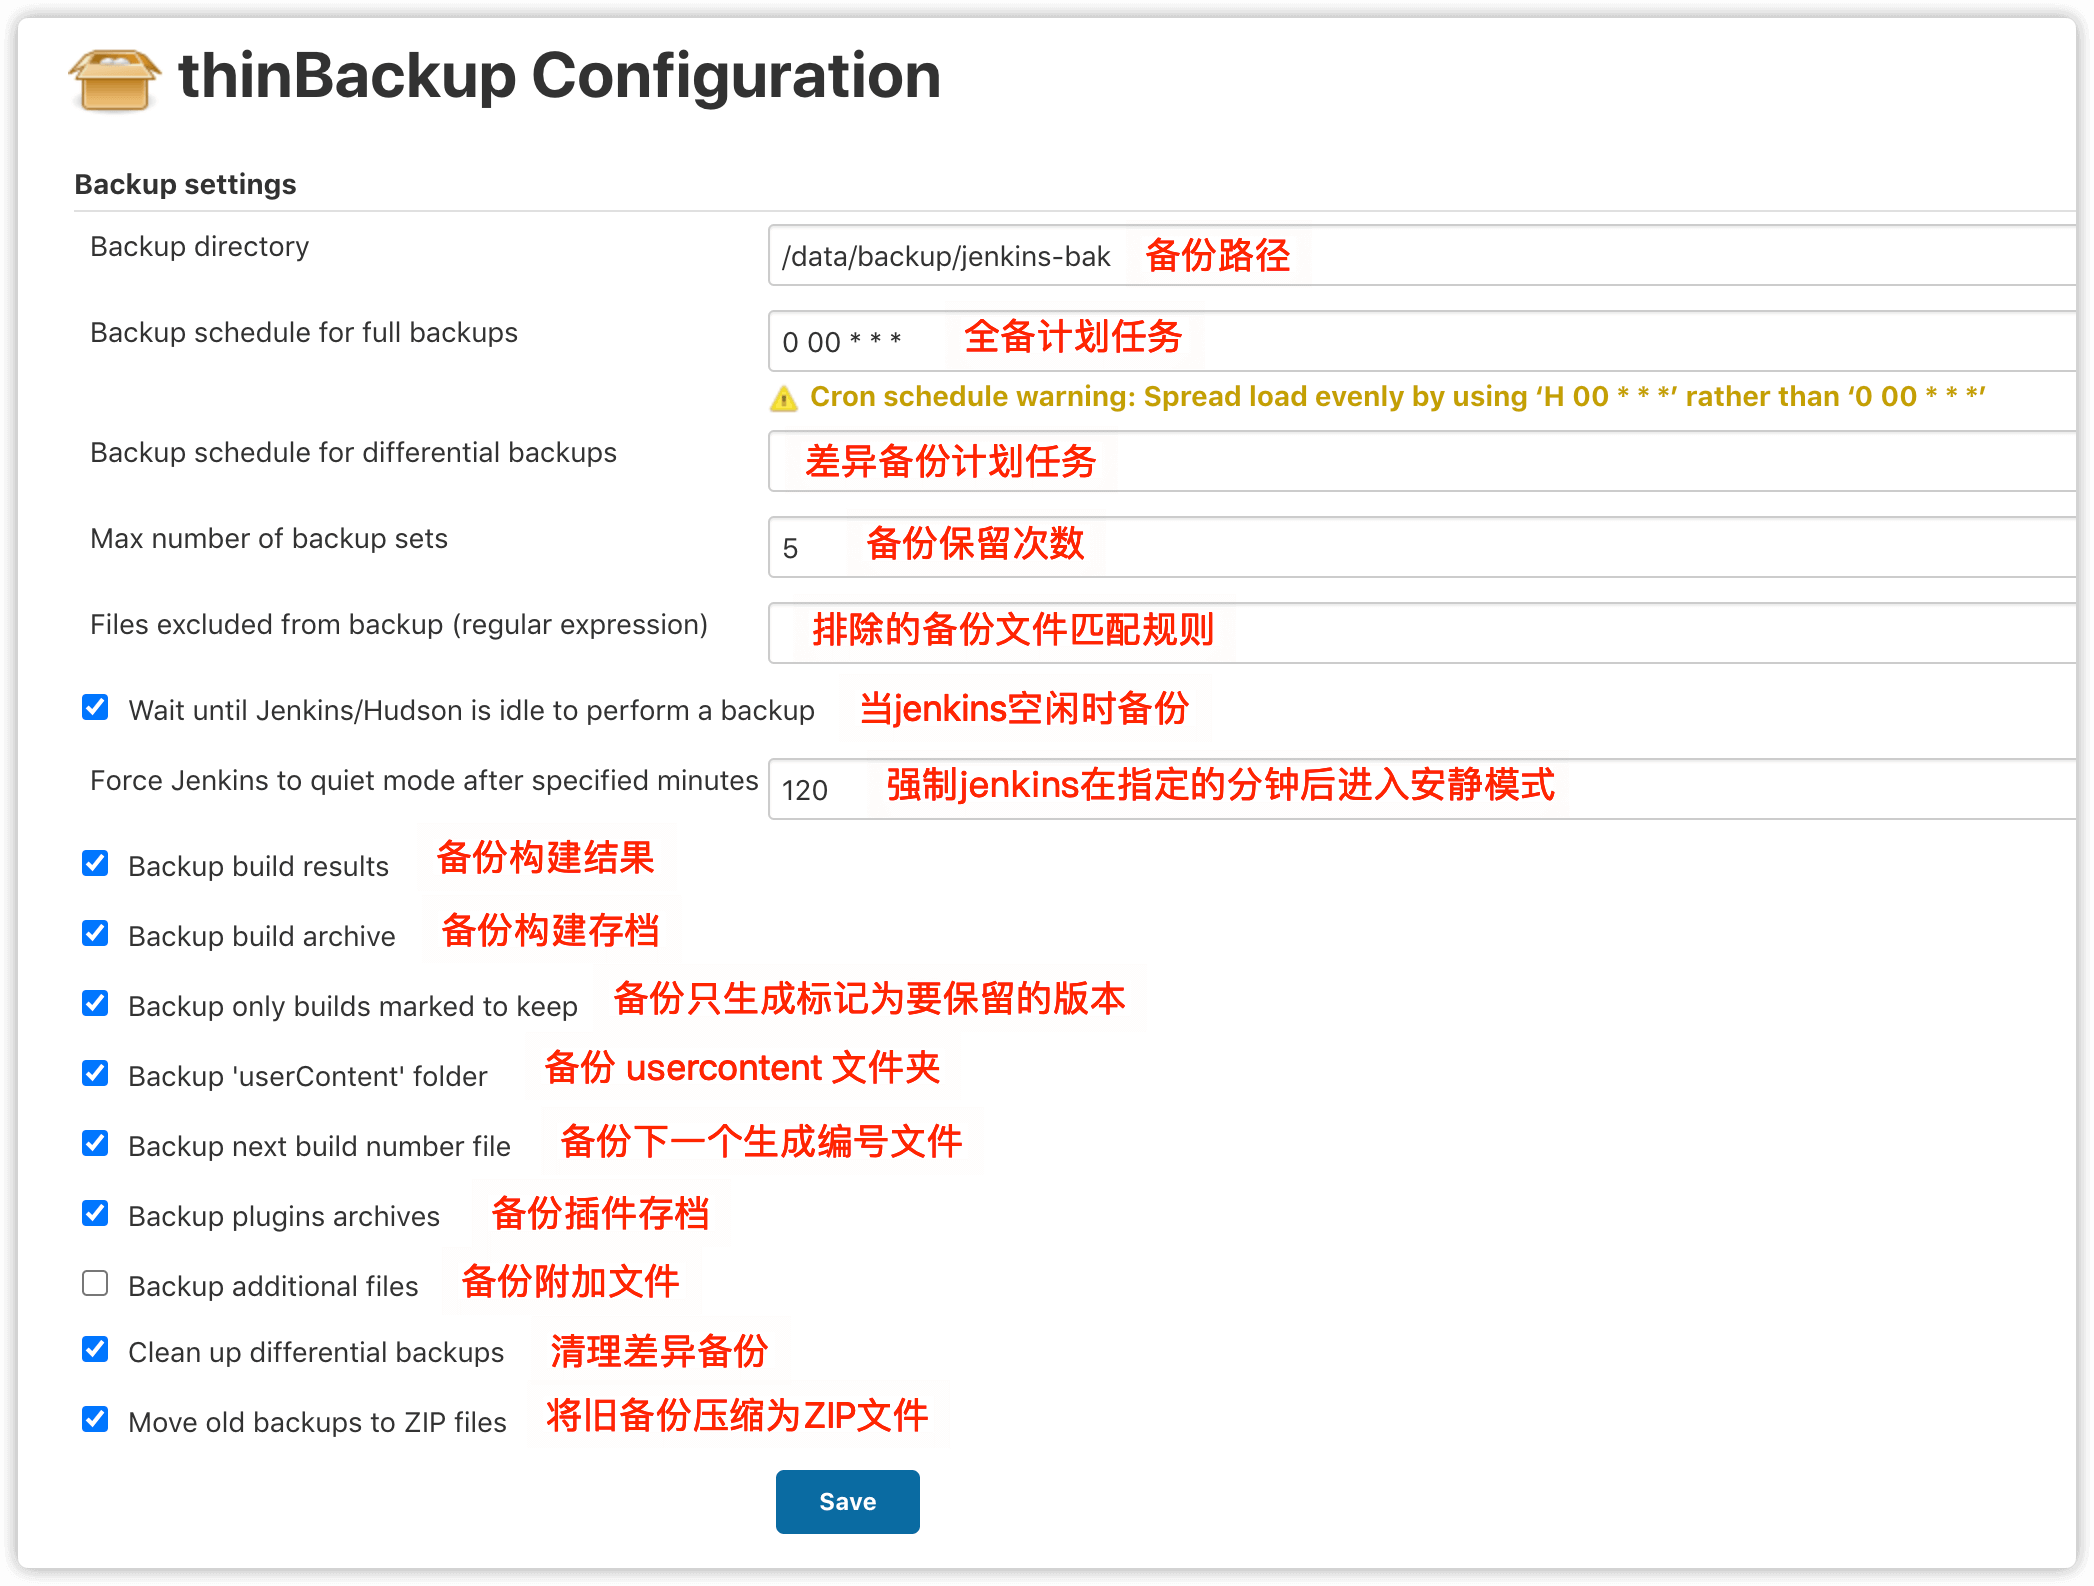 thinBackup Configuration
Backup settings
Backup directory
/data/backup/jenkins-bak 备份路径
Backup schedule for full backups
0 00 * * * 全备计划任务
Cron schedule warning: Spread load evenly by using ‘H 00 * * *’ rather than ‘0 00 * * *’
Backup schedule for differential backups
差异备份计划任务
Max number of backup sets
5 备份保留次数
Files excluded from backup (regular expression)
排除的备份文件匹配规则
Wait until Jenkins/Hudson is idle to perform a backup 当jenkins空闲时备份
Force Jenkins to quiet mode after specified minutes
120 强制jenkins在指定的分钟后进入安静模式
Backup build results 备份构建结果
Backup build archive 备份构建存档
Backup only builds marked to keep 备份只生成标记为要保留的版本
Backup 'userContent' folder 备份 usercontent 文件夹
Backup next build number file 备份下一个生成编号文件
Backup plugins archives 备份插件存档
Backup additional files 备份附加文件
Clean up differential backups 清理差异备份
Move old backups to ZIP files 将旧备份压缩为ZIP文件
Save